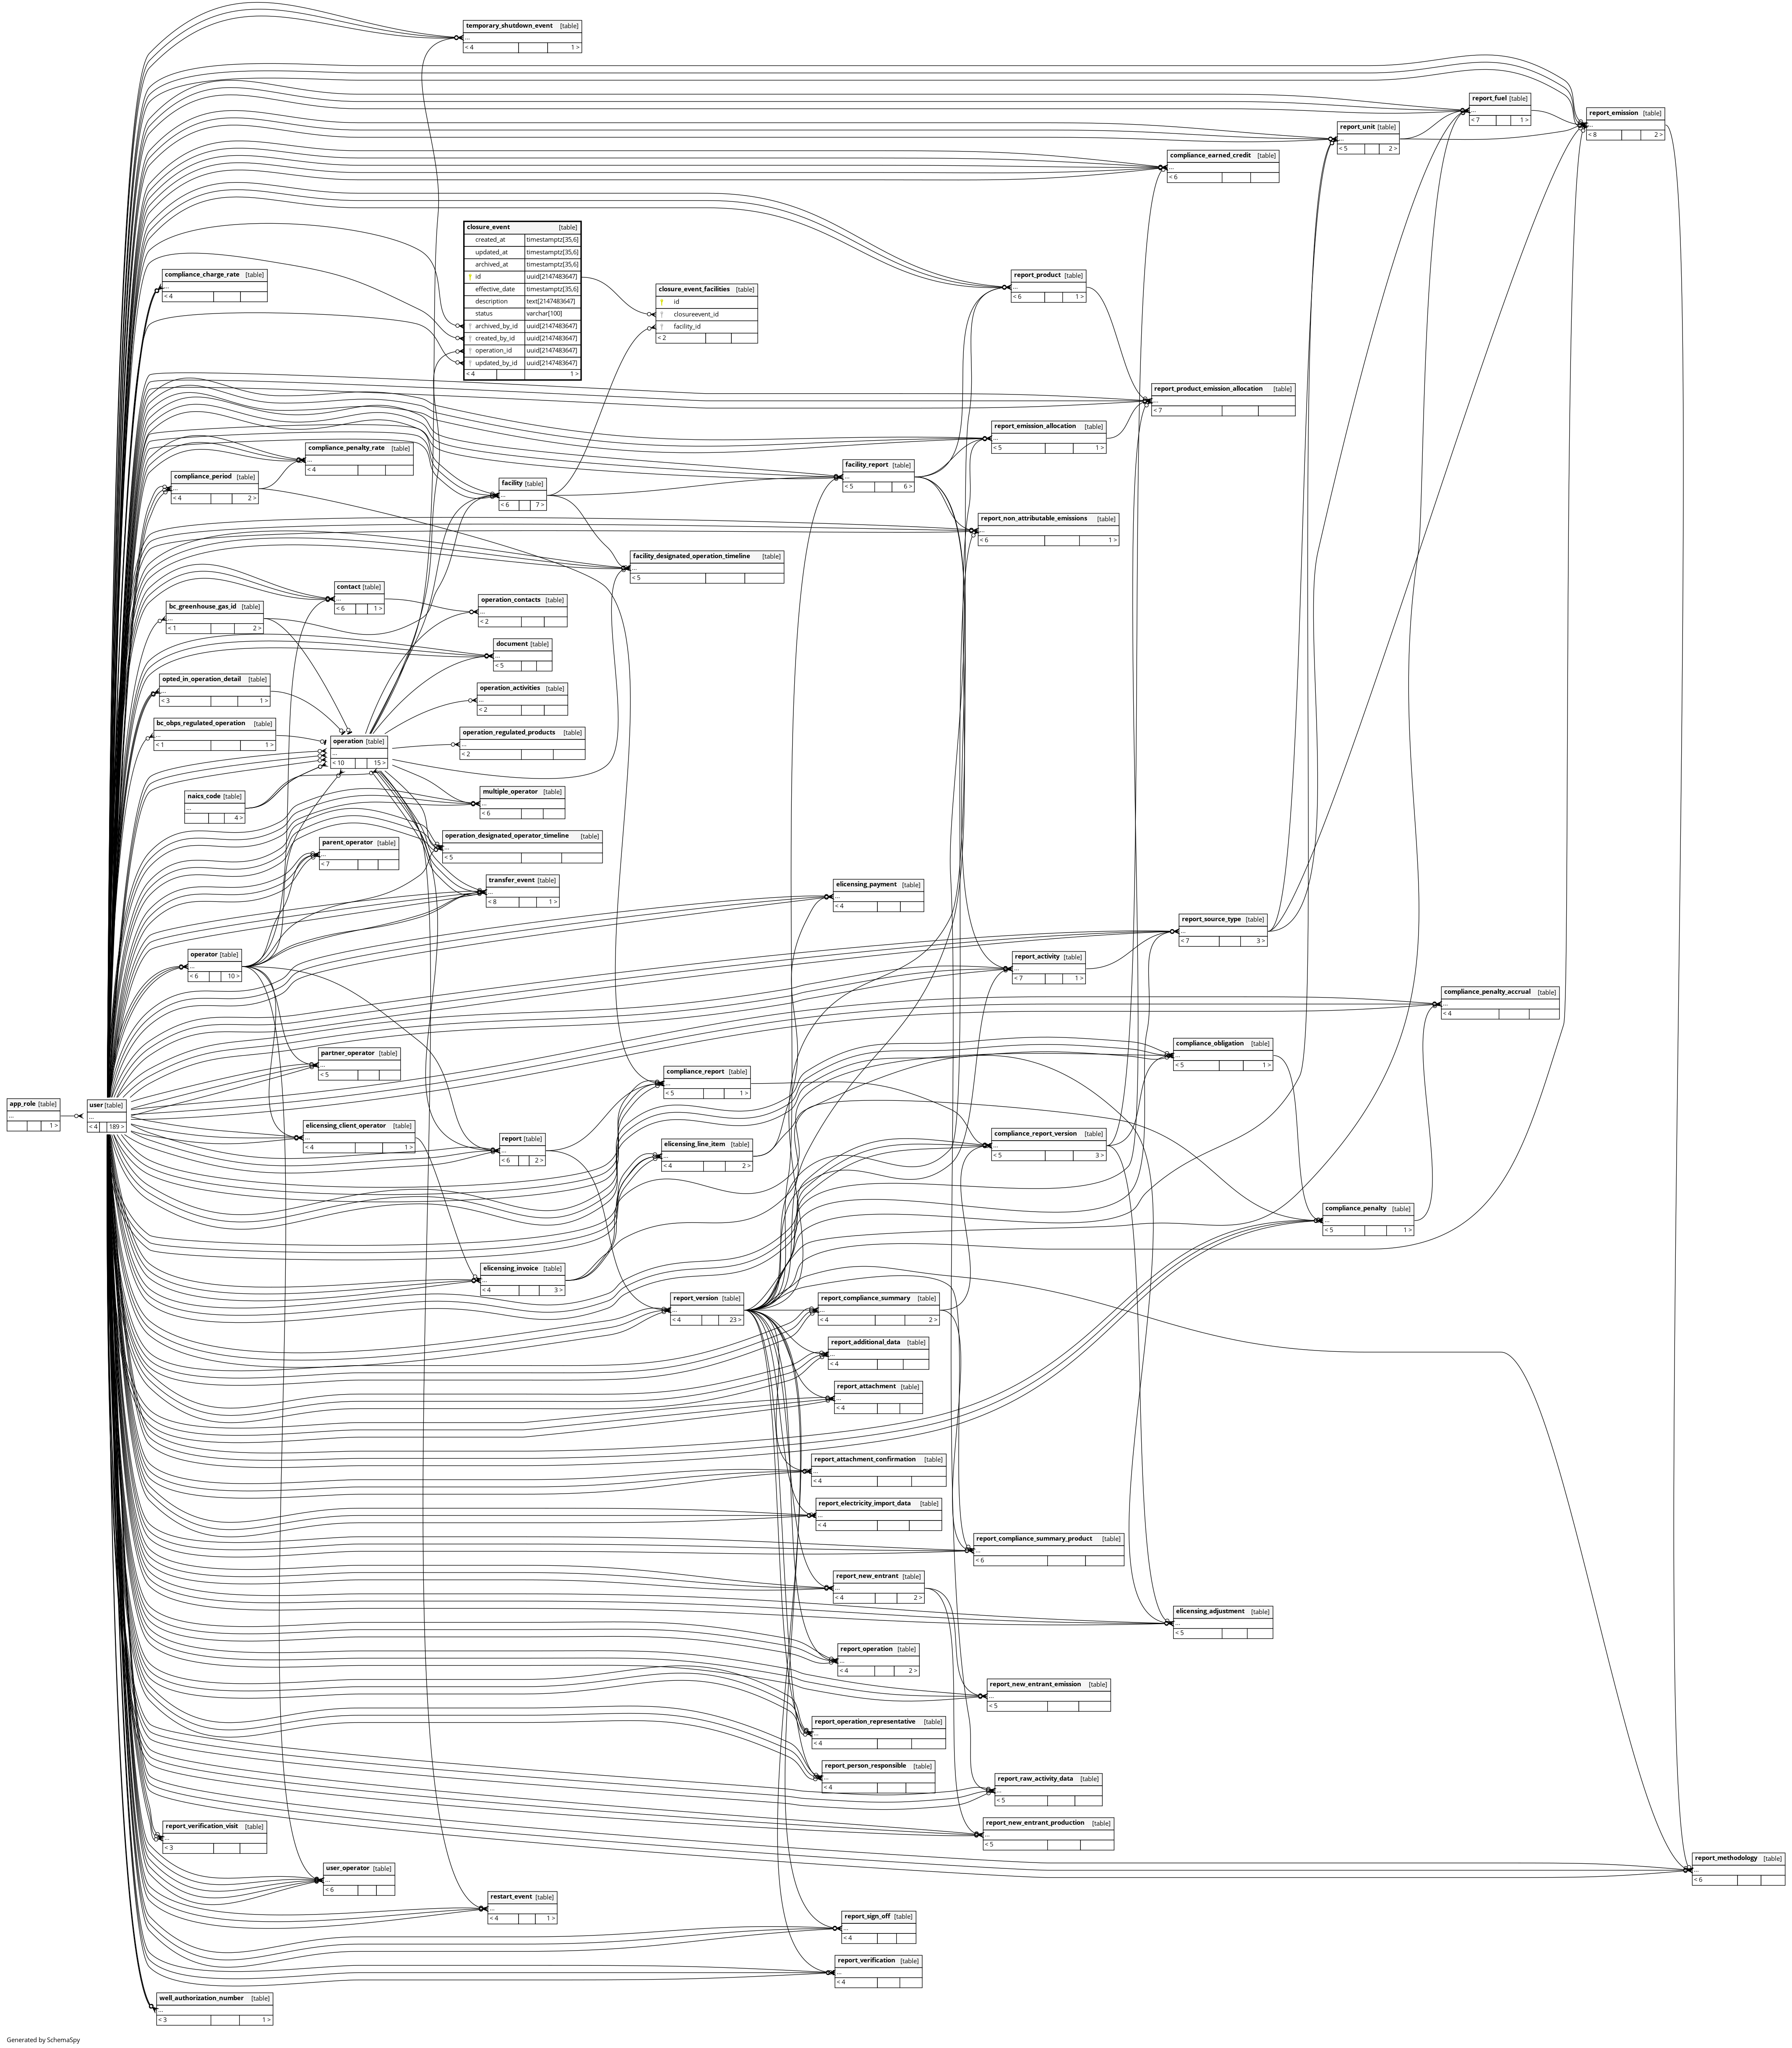 temporary_shutdown_event [table]
...
< 4 1 >
report_fuel [table]
...
< 7 1 >
report_emission [table]
...
< 8 2 >
report_unit [table]
...
< 5 2 >
compliance_earned_credit [table]
...
< 6
closure_event [table]
created_at timestamptz[35,6]
updated_at timestamptz[35,6]
archived_at timestamptz[35,6]
id uuid[2147483647]
effective_date timestamptz[35,6]
description text[2147483647]
status varchar[100]
archived_by_id uuid[2147483647]
created_by_id uuid[2147483647]
operation_id uuid[2147483647]
updated_by_id uuid[2147483647]
< 4 1 >
compliance_charge_rate [table]
...
< 4
closure_event_facilities [table]
id
closureevent_id
facility_id
< 2
report_product [table]
...
< 6 1 >
report_product_emission_allocation [table]
...
< 7
report_emission_allocation [table]
...
< 5 1 >
compliance_penalty_rate [table]
...
< 4
facility_report [table]
...
< 5 6 >
compliance_period [table]
...
< 4 2 >
facility [table]
...
< 6 7 >
report_non_attributable_emissions [table]
...
< 6 1 >
facility_designated_operation_timeline [table]
...
< 5
contact [table]
...
< 6 1 >
operation_contacts [table]
...
< 2
bc_greenhouse_gas_id [table]
...
< 1 2 >
document [table]
...
< 5
opted_in_operation_detail [table]
...
< 3 1 >
operation_activities [table]
...
< 2
bc_obps_regulated_operation [table]
...
< 1 1 >
operation_regulated_products [table]
...
< 2
operation [table]
...
< 10 15 >
naics_code [table]
...
4 >
multiple_operator [table]
...
< 6
operation_designated_operator_timeline [table]
...
< 5
parent_operator [table]
...
< 7
transfer_event [table]
...
< 8 1 >
elicensing_payment [table]
...
< 4
report_source_type [table]
...
< 7 3 >
operator [table]
...
< 6 10 >
report_activity [table]
...
< 7 1 >
compliance_penalty_accrual [table]
...
< 4
compliance_obligation [table]
...
< 5 1 >
partner_operator [table]
...
< 5
compliance_report [table]
...
< 5 1 >
app_role [table]
...
1 >
user [table]
...
< 4 189 >
elicensing_client_operator [table]
...
< 4 1 >
report [table]
...
< 6 2 >
elicensing_line_item [table]
...
< 4 2 >
compliance_report_version [table]
...
< 5 3 >
compliance_penalty [table]
...
< 5 1 >
elicensing_invoice [table]
...
< 4 3 >
report_version [table]
...
< 4 23 >
report_compliance_summary [table]
...
< 4 2 >
report_additional_data [table]
...
< 4
report_attachment [table]
...
< 4
report_attachment_confirmation [table]
...
< 4
report_electricity_import_data [table]
...
< 4
report_compliance_summary_product [table]
...
< 6
report_new_entrant [table]
...
< 4 2 >
elicensing_adjustment [table]
...
< 5
report_operation [table]
...
< 4 2 >
report_new_entrant_emission [table]
...
< 5
report_operation_representative [table]
...
< 4
report_person_responsible [table]
...
< 4
report_raw_activity_data [table]
...
< 5
report_new_entrant_production [table]
...
< 5
report_verification_visit [table]
...
< 3
report_methodology [table]
...
< 6
user_operator [table]
...
< 6
restart_event [table]
...
< 4 1 >
report_sign_off [table]
...
< 4
report_verification [table]
...
< 4
well_authorization_number [table]
...
< 3 1 >
Generated by SchemaSpy